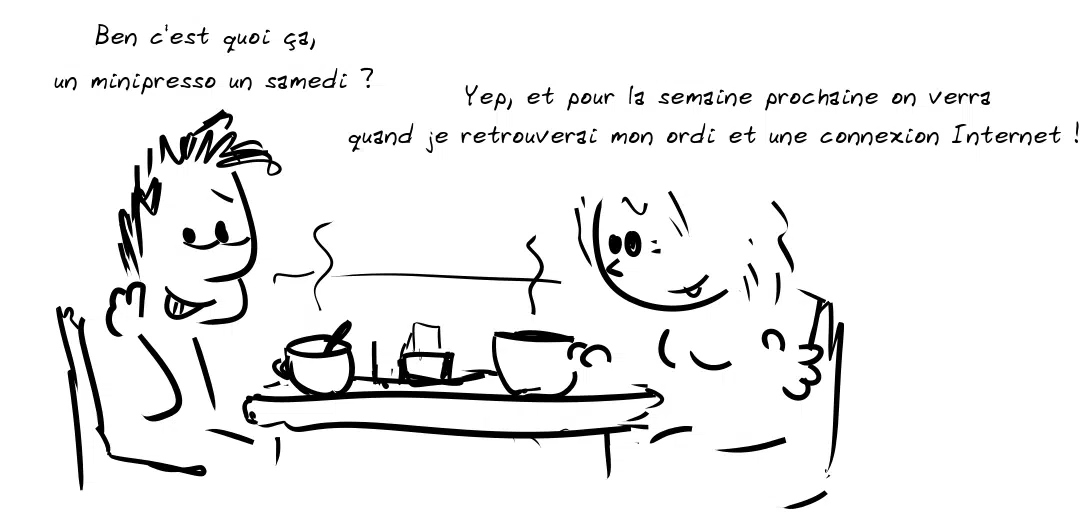 Ben c'est quoi ça,
un minipresso un samedi ?
Yep, et pour la semaine prochaine on verra
quand je retrouverai mon ordi et une connexion Internet !